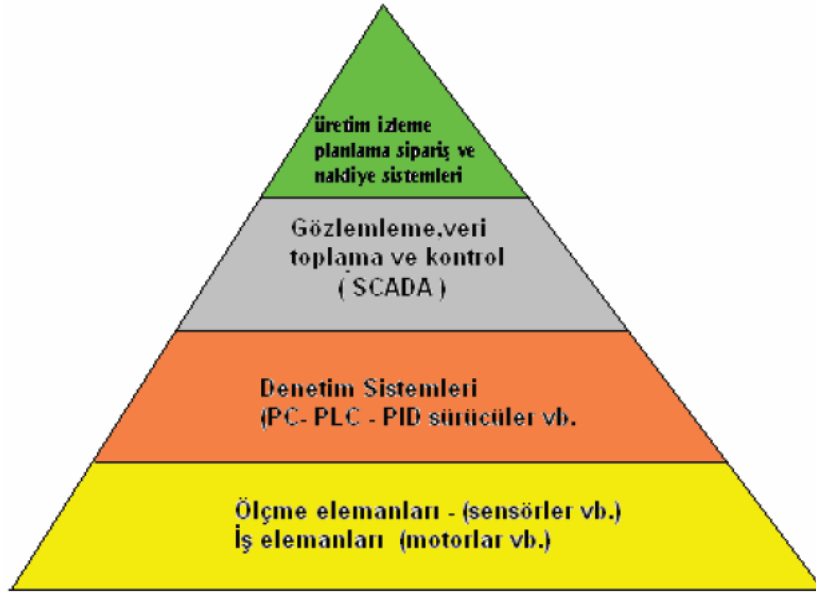 üretim izleme
planlama sipariş ve
nakliye sistemleri
Gözlemleme,veri
toplama ve kontrol
( SCADA )
Denetim Sistemleri
(PC- PLC - PID sürücüler vb.
Ölçme elemanları - (sensörler vb.)
İş elemanları (motorlar vb.)